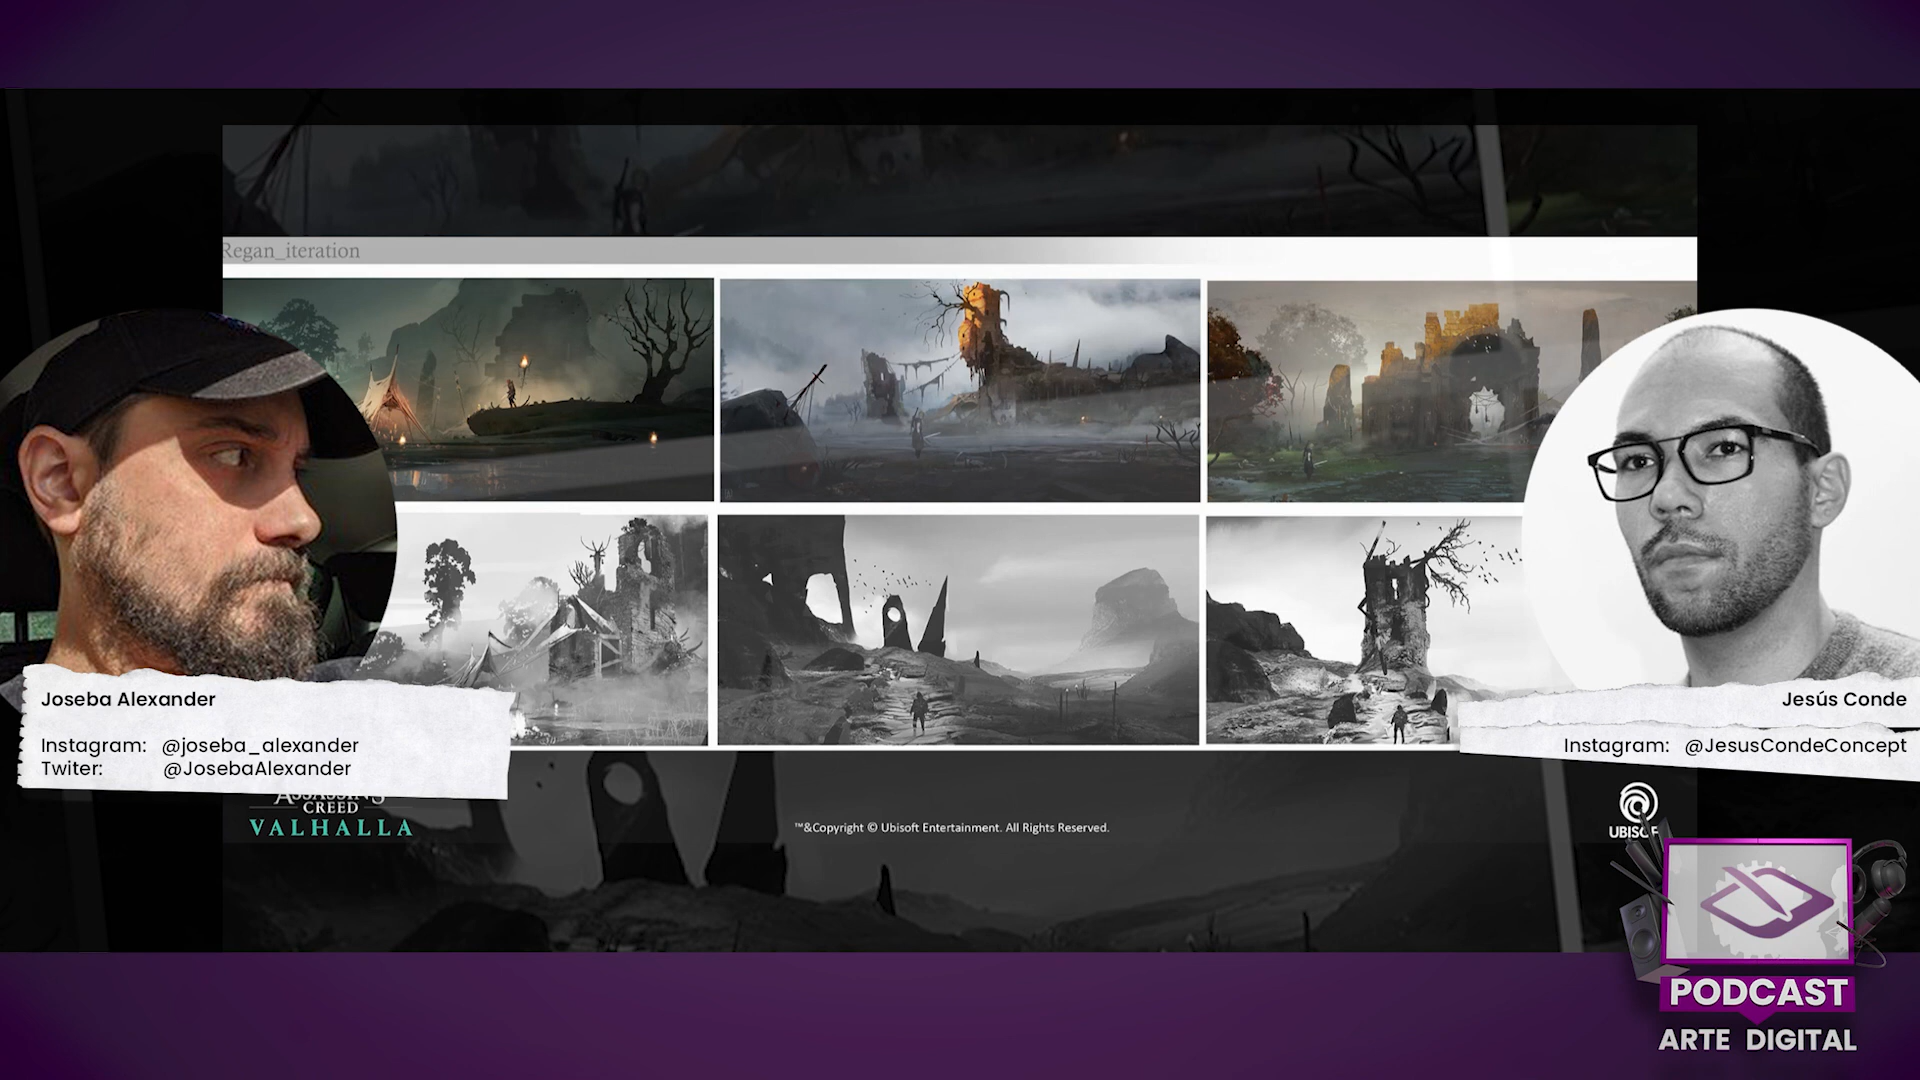 Regan_iteration
Joseba Alexander
Instagram: @joseba_alexander
Twiter: @JosebaAlexander
Jesús Conde
Instagram: @JesusCondeConcept
ASSASSIN'S
CREED
VALHALLA
™&Copyright © Ubisoft Entertainment. All Rights Reserved.
PODCAST
ARTE DIGITAL